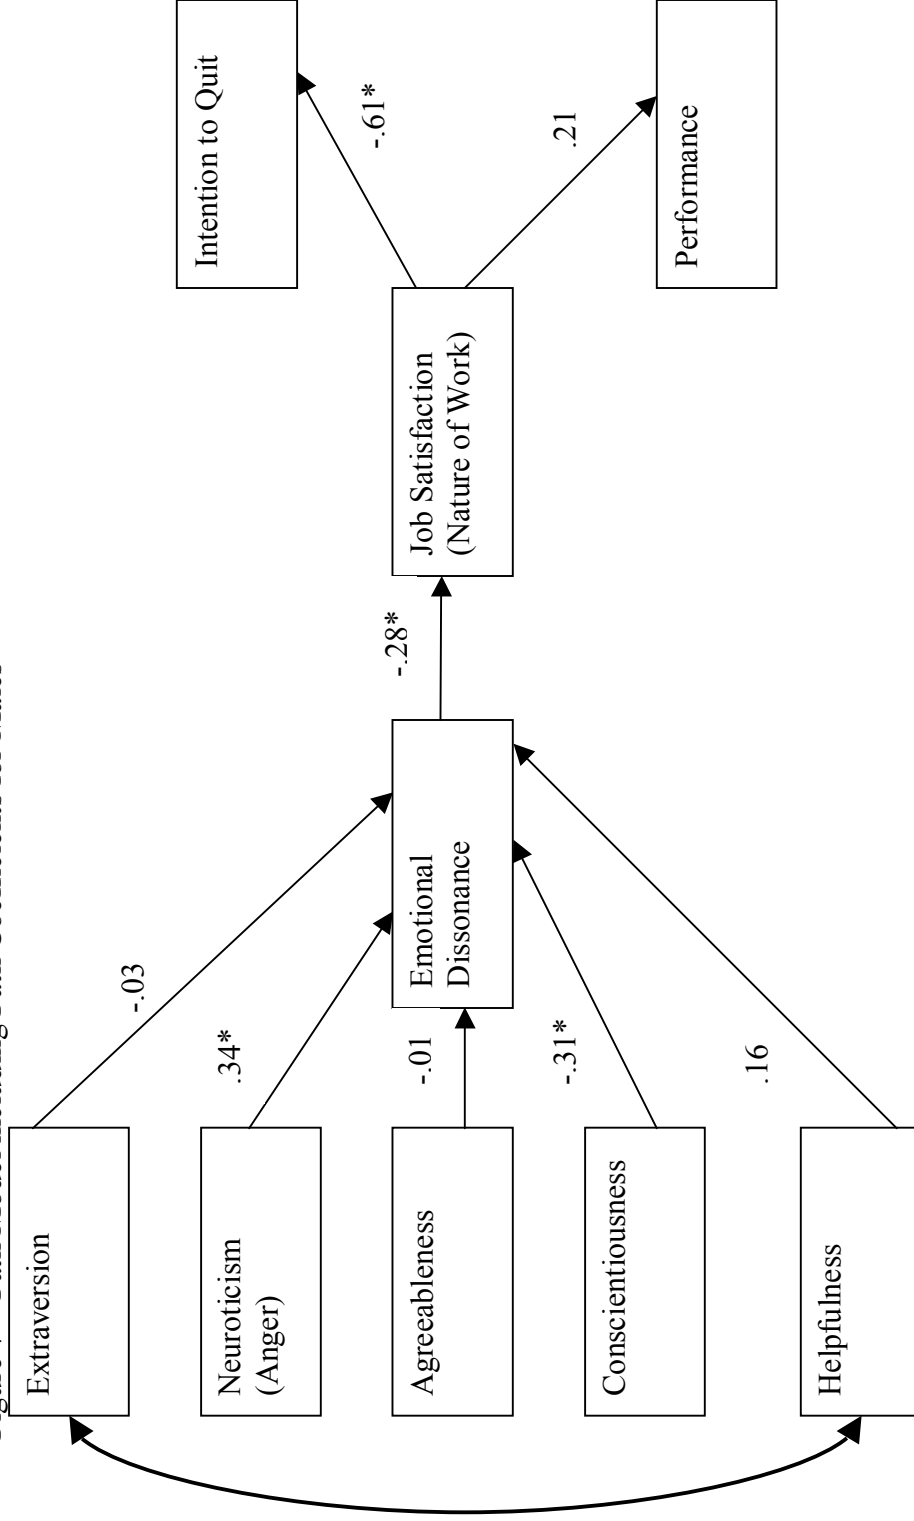 Extraversion
-.03
Neuroticism
(Anger)
.34*
Agreeableness
-.01
Conscientiousness
-.31*
Helpfulness
.16
Emotional
Dissonance
-.28*
Job Satisfaction
(Nature of Work)
-.61*
.21
Intention to Quit
Performance